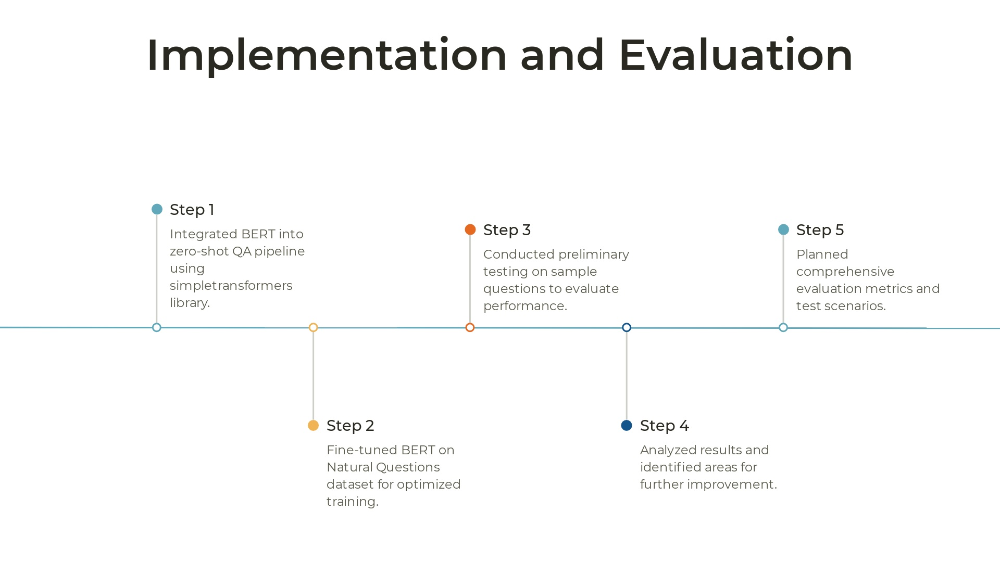 Implementation and Evaluation
Step 1
Integrated BERT into
zero-shot QA pipeline
using
simpletransformers
library.
Step 2
Fine-tuned BERT on
Natural Questions
dataset for optimized
training.
Step 3
Conducted preliminary
testing on sample
questions to evaluate
performance.
Step 4
Analyzed results and
identified areas for
further improvement.
Step 5
Planned
comprehensive
evaluation metrics and
test scenarios.